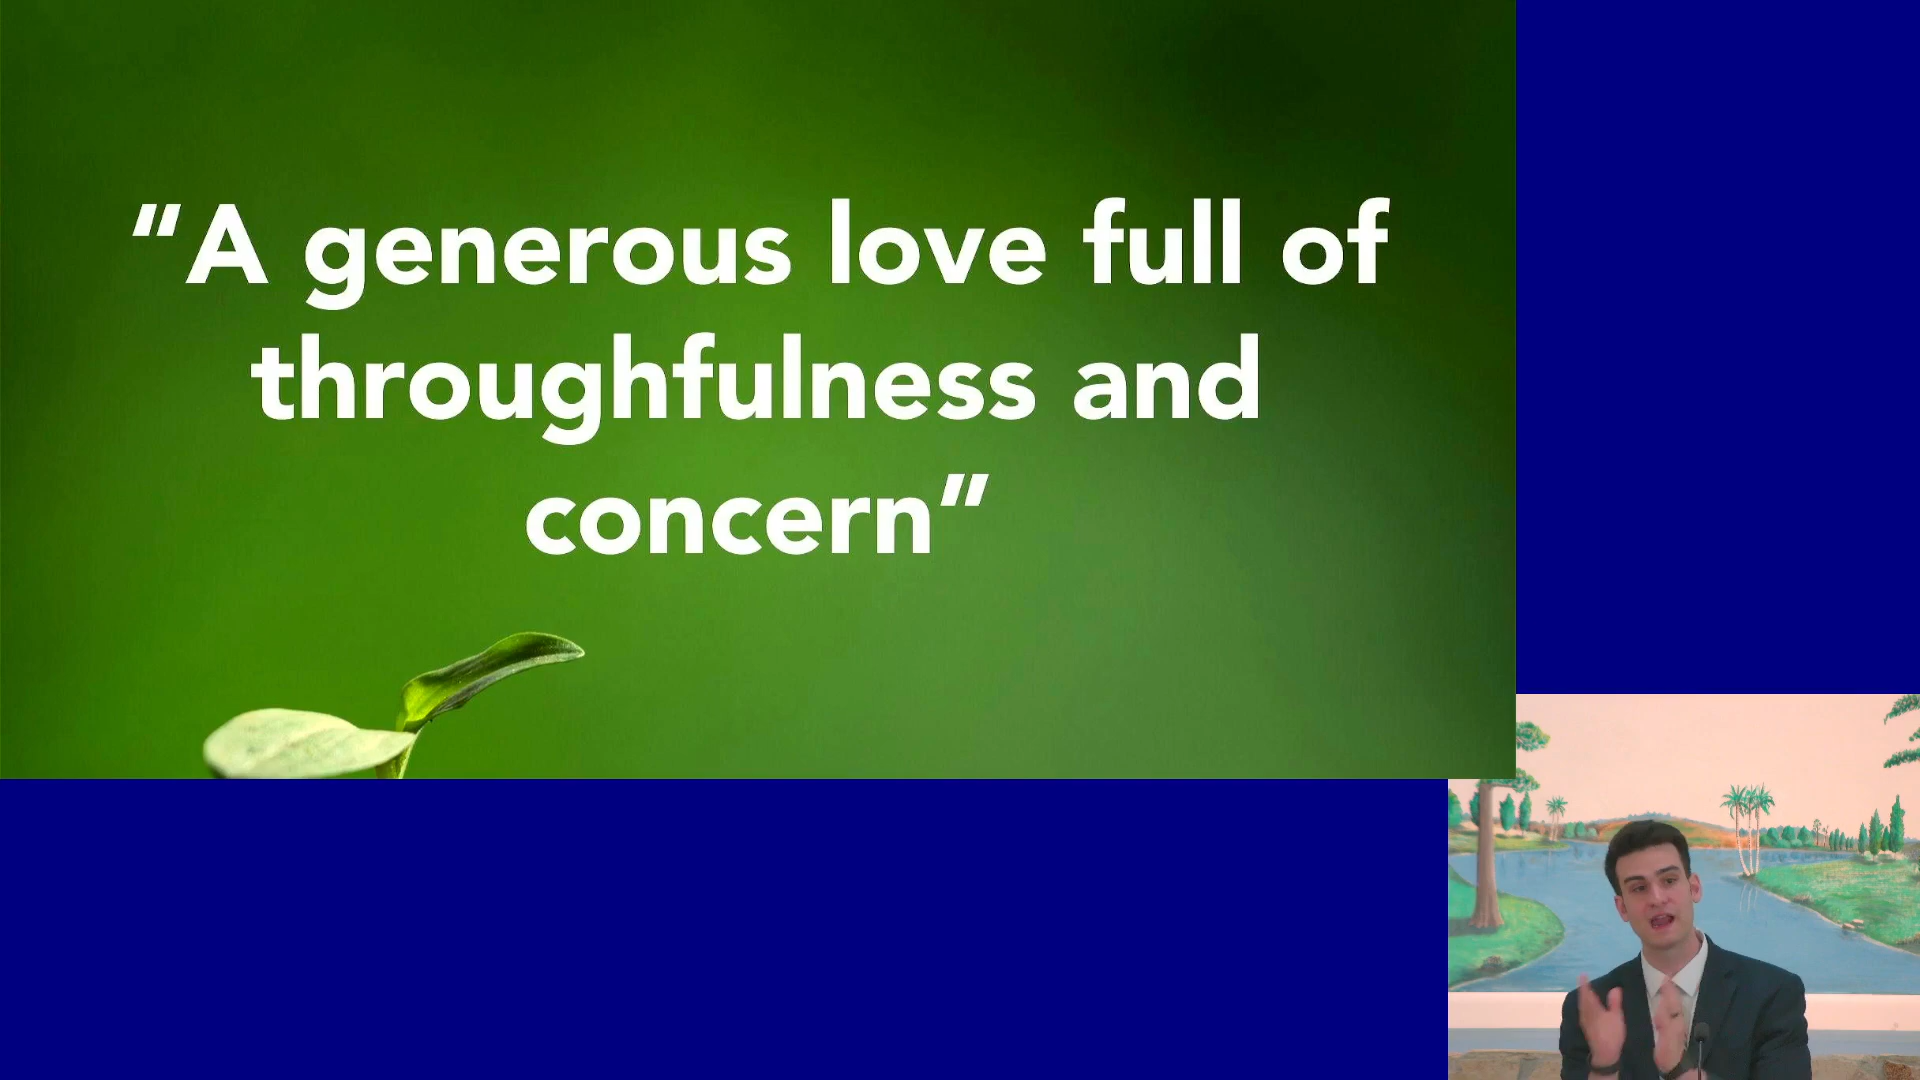 “A generous love full of
throughfulness and
concern”